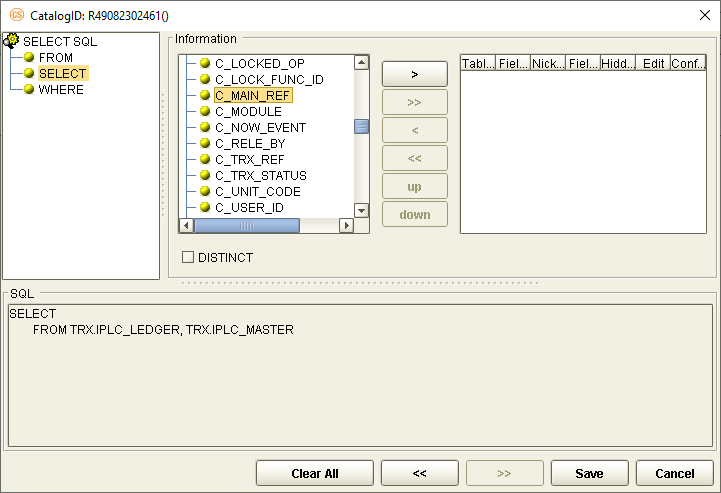 CS CatalogID: R49082302461()
SELECT SQL
FROM
SELECT
WHERE
Information
C_LOCKED_OP
C_LOCK_FUNC_ID
C_MAIN_REF
C_MODULE
C_NOW_EVENT
C_RELE_BY
C_TRX_REF
C_TRX_STATUS
C_UNIT_CODE
C_USER_ID
>
>>
<
<<
up
down
Tabl... Fiel... Nick... Fiel... Hidd... Edit Conf...
DISTINCT
SQL
SELECT
FROM TRX.IPLC_LEDGER, TRX.IPLC_MASTER
Clear All << >> Save Cancel